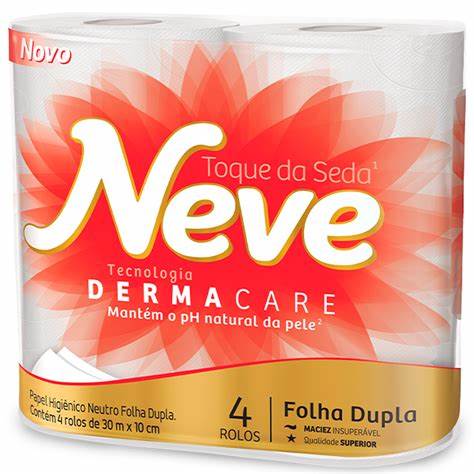 Novo
Toque da Seda¹
Neve
Tecnologia
DERMACARE
Mantém o pH natural da pele²
Papel Higiênico Neutro Folha Dupla.
Contém 4 rolos de 30 m x 10 cm
4
ROLOS
Folha Dupla
MACIEZ INSUPERÁVEL
Qualidade SUPERIOR